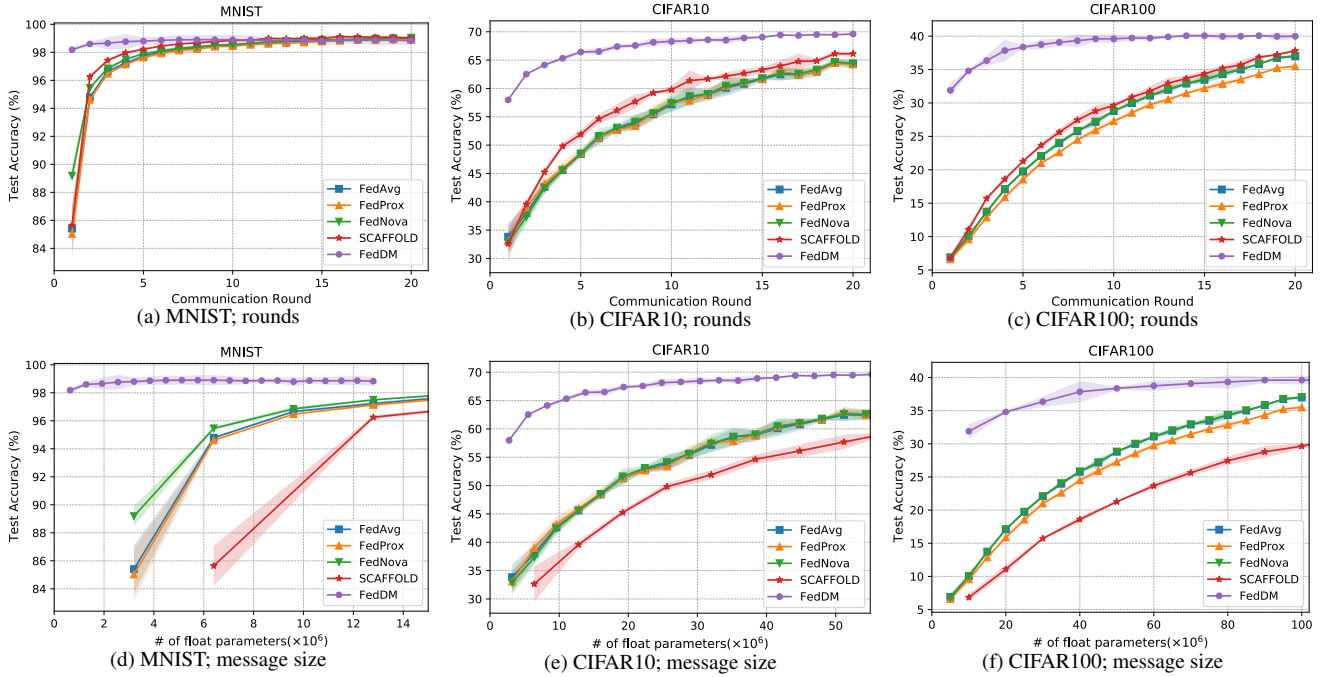 MNIST
Test Accuracy (%)
100
98
96
94
92
90
88
86
84
0
5
10
15
20
FedAvg
FedProx
FedNova
SCAFFOLD
FedDM
Communication Round
(a) MNIST; rounds
CIFAR10
Test Accuracy (%)
70
65
60
55
50
45
40
35
30
0
5
10
15
20
FedAvg
FedProx
FedNova
SCAFFOLD
FedDM
Communication Round
(b) CIFAR10; rounds
CIFAR100
Test Accuracy (%)
40
35
30
25
20
15
10
5
0
5
10
15
20
FedAvg
FedProx
FedNova
SCAFFOLD
FedDM
Communication Round
(c) CIFAR100; rounds
MNIST
Test Accuracy (%)
100
98
96
94
92
90
88
86
84
0
2
4
6
8
10
12
14
FedAvg
FedProx
FedNova
SCAFFOLD
FedDM
# of float parameters(×10⁶)
(d) MNIST; message size
CIFAR10
Test Accuracy (%)
70
65
60
55
50
45
40
35
30
0
10
20
30
40
50
FedAvg
FedProx
FedNova
SCAFFOLD
FedDM
# of float parameters(×10⁶)
(e) CIFAR10; message size
CIFAR100
Test Accuracy (%)
40
35
30
25
20
15
10
5
0
20
40
60
80
100
FedAvg
FedProx
FedNova
SCAFFOLD
FedDM
# of float parameters(×10⁶)
(f) CIFAR100; message size